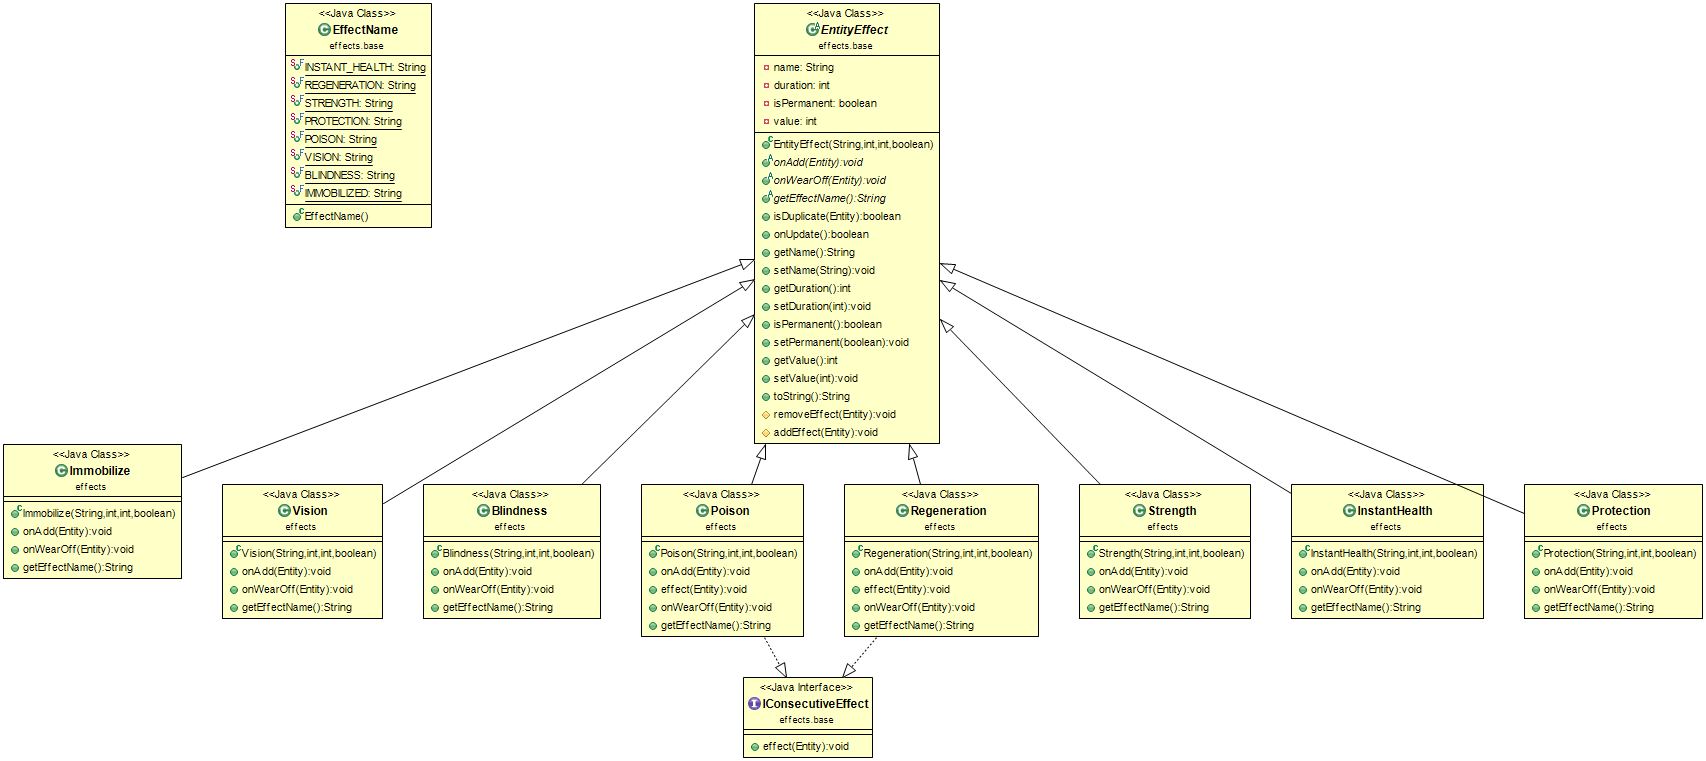 <<Java Class>>
EffectName
effects.base
INSTANT_HEALTH: String
REGENERATION: String
STRENGTH: String
PROTECTION: String
POISON: String
VISION: String
BLINDNESS: String
IMMOBILIZED: String
EffectName()
<<Java Class>>
EntityEffect
effects.base
name: String
duration: int
isPermanent: boolean
value: int
EntityEffect(String,int,int,boolean)
onAdd(Entity):void
onWearOff(Entity):void
getEffectName():String
isDuplicate(Entity):boolean
onUpdate():boolean
getName():String
setName(String):void
getDuration():int
setDuration(int):void
isPermanent():boolean
setPermanent(boolean):void
getValue():int
setValue(int):void
toString():String
removeEffect(Entity):void
addEffect(Entity):void
<<Java Class>>
Immobilize
effects
Immobilize(String,int,int,boolean)
onAdd(Entity):void
onWearOff(Entity):void
getEffectName():String
<<Java Class>>
Vision
effects
Vision(String,int,int,boolean)
onAdd(Entity):void
onWearOff(Entity):void
getEffectName():String
<<Java Class>>
Blindness
effects
Blindness(String,int,int,boolean)
onAdd(Entity):void
onWearOff(Entity):void
getEffectName():String
<<Java Class>>
Poison
effects
Poison(String,int,int,boolean)
onAdd(Entity):void
effect(Entity):void
onWearOff(Entity):void
getEffectName():String
<<Java Class>>
Regeneration
effects
Regeneration(String,int,int,boolean)
onAdd(Entity):void
effect(Entity):void
onWearOff(Entity):void
getEffectName():String
<<Java Class>>
Strength
effects
Strength(String,int,int,boolean)
onAdd(Entity):void
onWearOff(Entity):void
getEffectName():String
<<Java Class>>
InstantHealth
effects
InstantHealth(String,int,int,boolean)
onAdd(Entity):void
onWearOff(Entity):void
getEffectName():String
<<Java Class>>
Protection
effects
Protection(String,int,int,boolean)
onAdd(Entity):void
onWearOff(Entity):void
getEffectName():String
<<Java Interface>>
IConsecutiveEffect
effects.base
effect(Entity):void